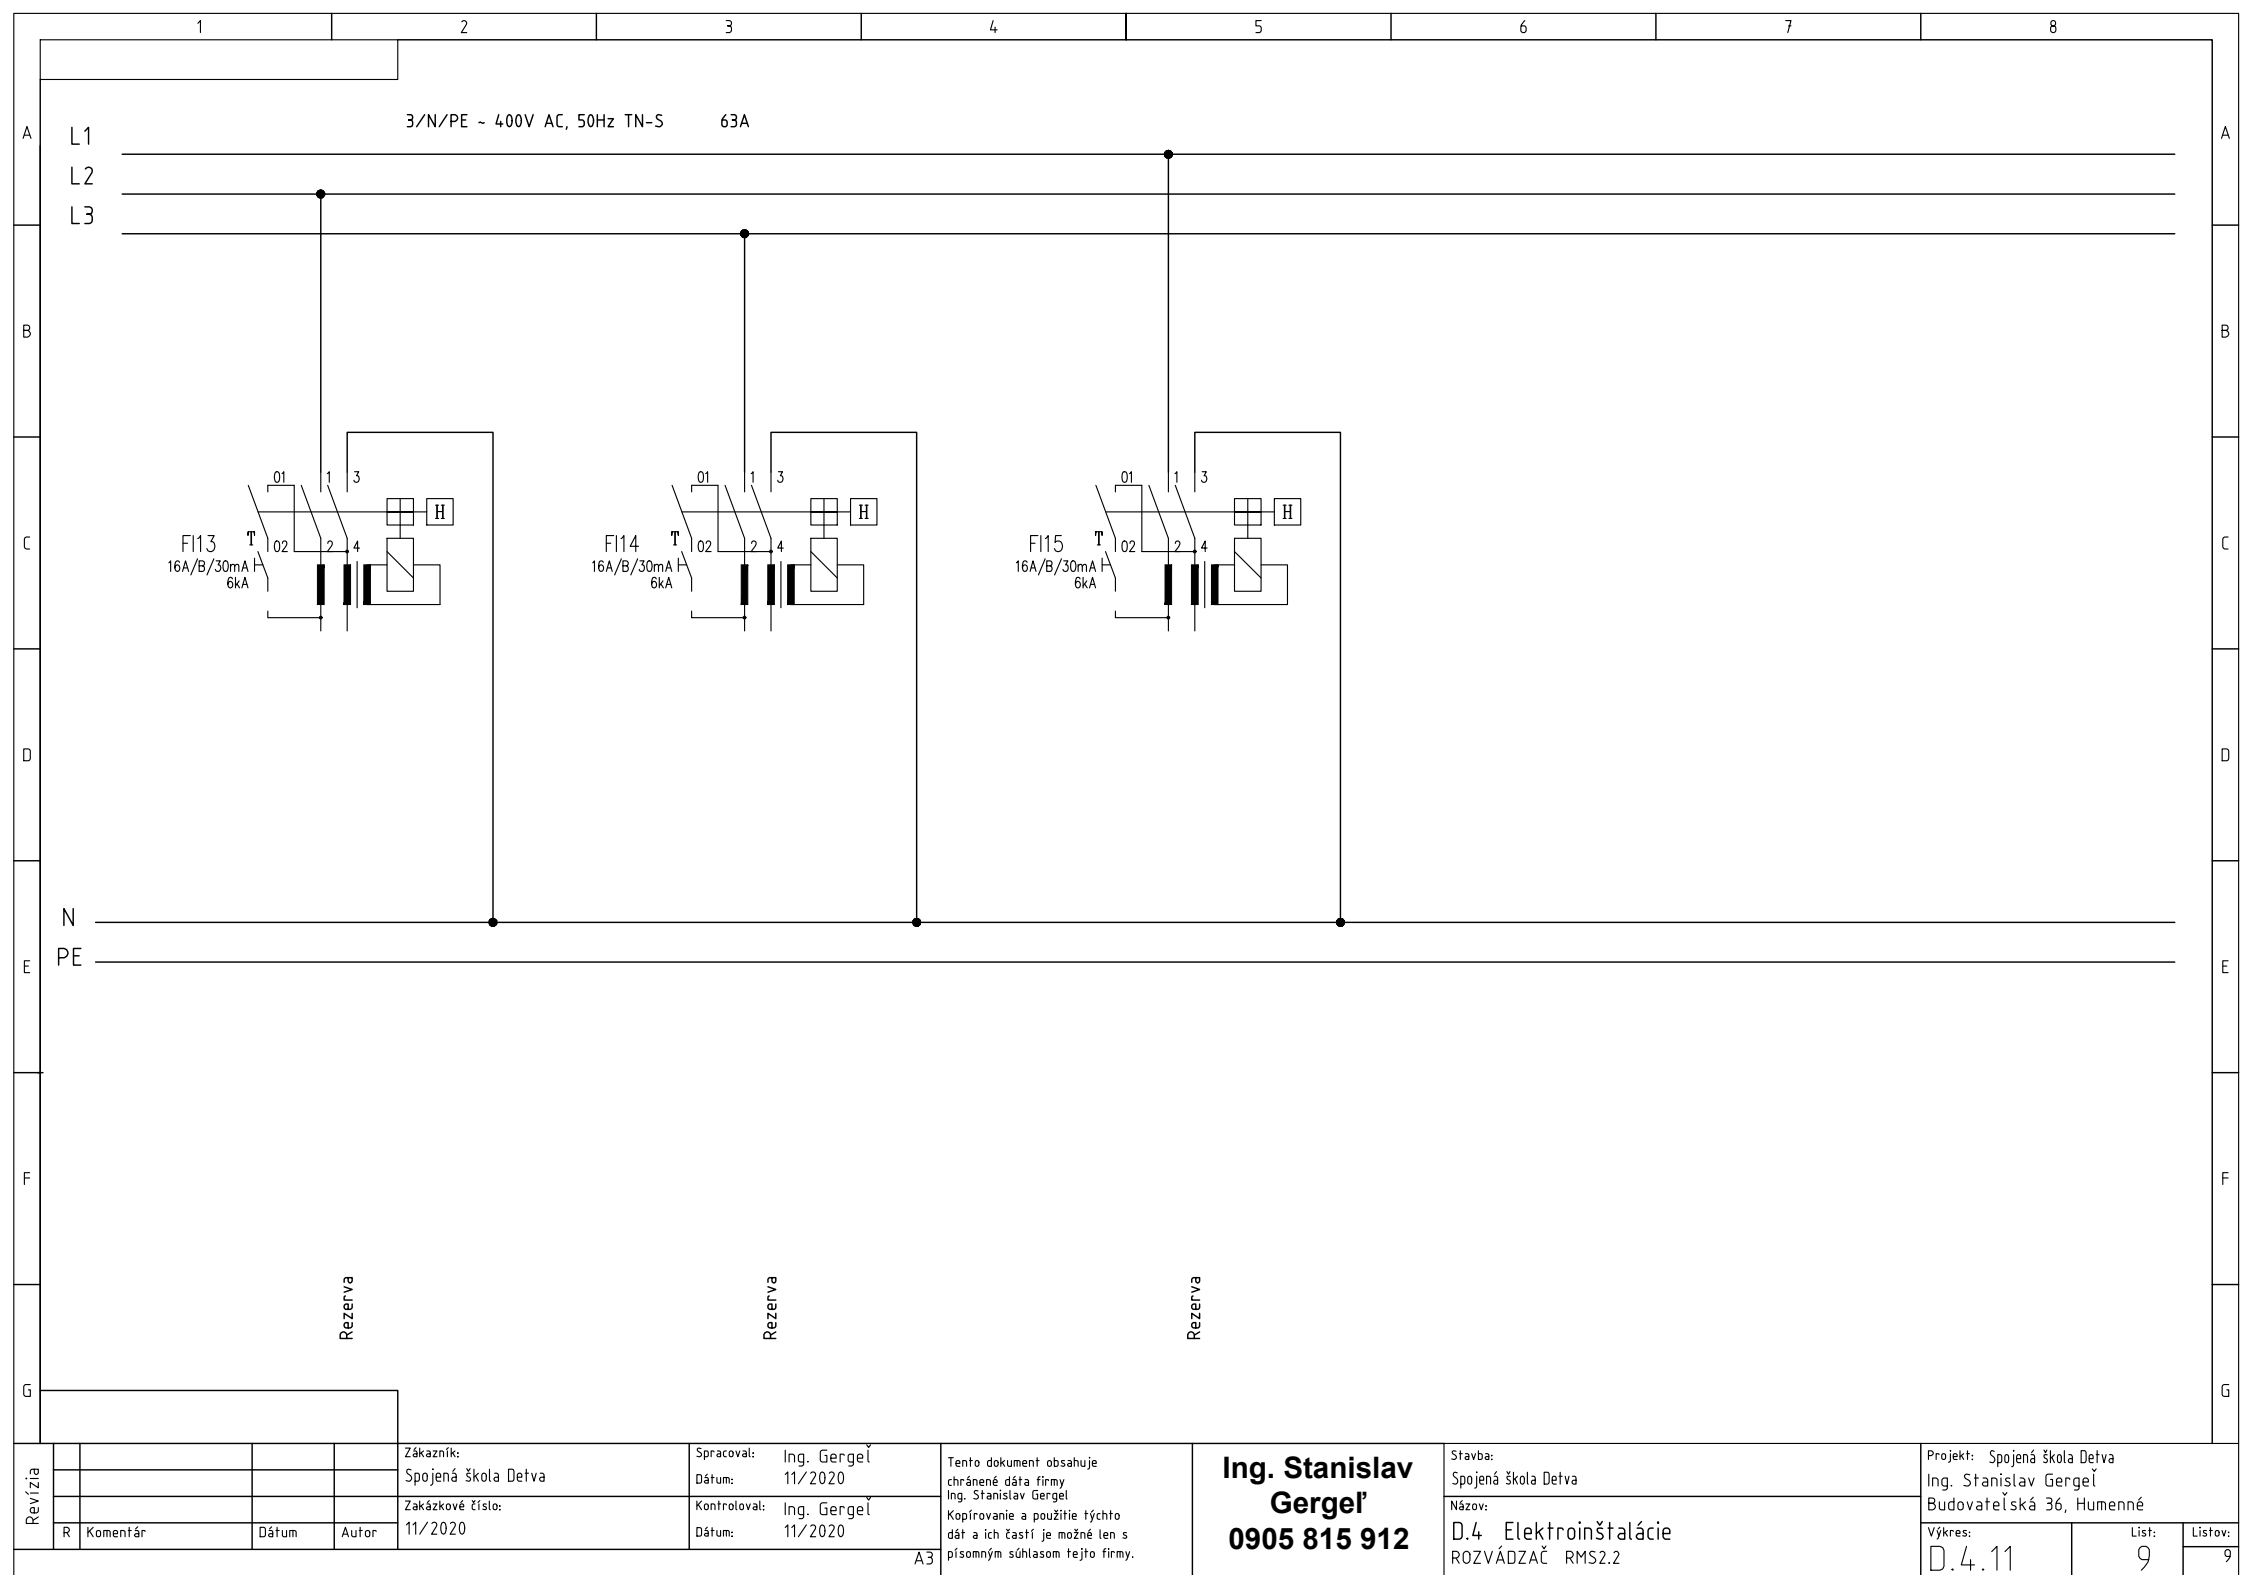 1 2 3 4 5 6 7 8
A A
3/N/PE ~ 400V AC, 50Hz TN-S 63A
L1
L2
L3
B B
01 1 3 01 1 3 01 1 3
H H H
C C
FI13 T 02 2 4 FI14 T 02 2 4 FI15 T 02 2 4
16A/B/30mA 16A/B/30mA 16A/B/30mA
6kA 6kA 6kA
D D
N
PE
E E
F F
Rezerva Rezerva Rezerva
G G
Revízia
R Komentár Dátum Autor
Zákazník:
Spojená škola Detva
Zakázkové číslo:
11/2020
Spracoval: Ing. Gergeľ
Dátum: 11/2020
Kontroloval: Ing. Gergeľ
Dátum: 11/2020
A3
Tento dokument obsahuje
chránené dáta firmy
Ing. Stanislav Gergel
Kopírovanie a použitie týchto
dát a ich častí je možné len s
písomným súhlasom tejto firmy.
Ing. Stanislav
Gergeľ
0905 815 912
Stavba:
Spojená škola Detva
Názov:
D.4 Elektroinštalácie
ROZVÁDZAČ RMS2.2
Projekt: Spojená škola Detva
Ing. Stanislav Gergeľ
Budovateľská 36, Humenné
Výkres: List: Listov:
D.4.11 9 9